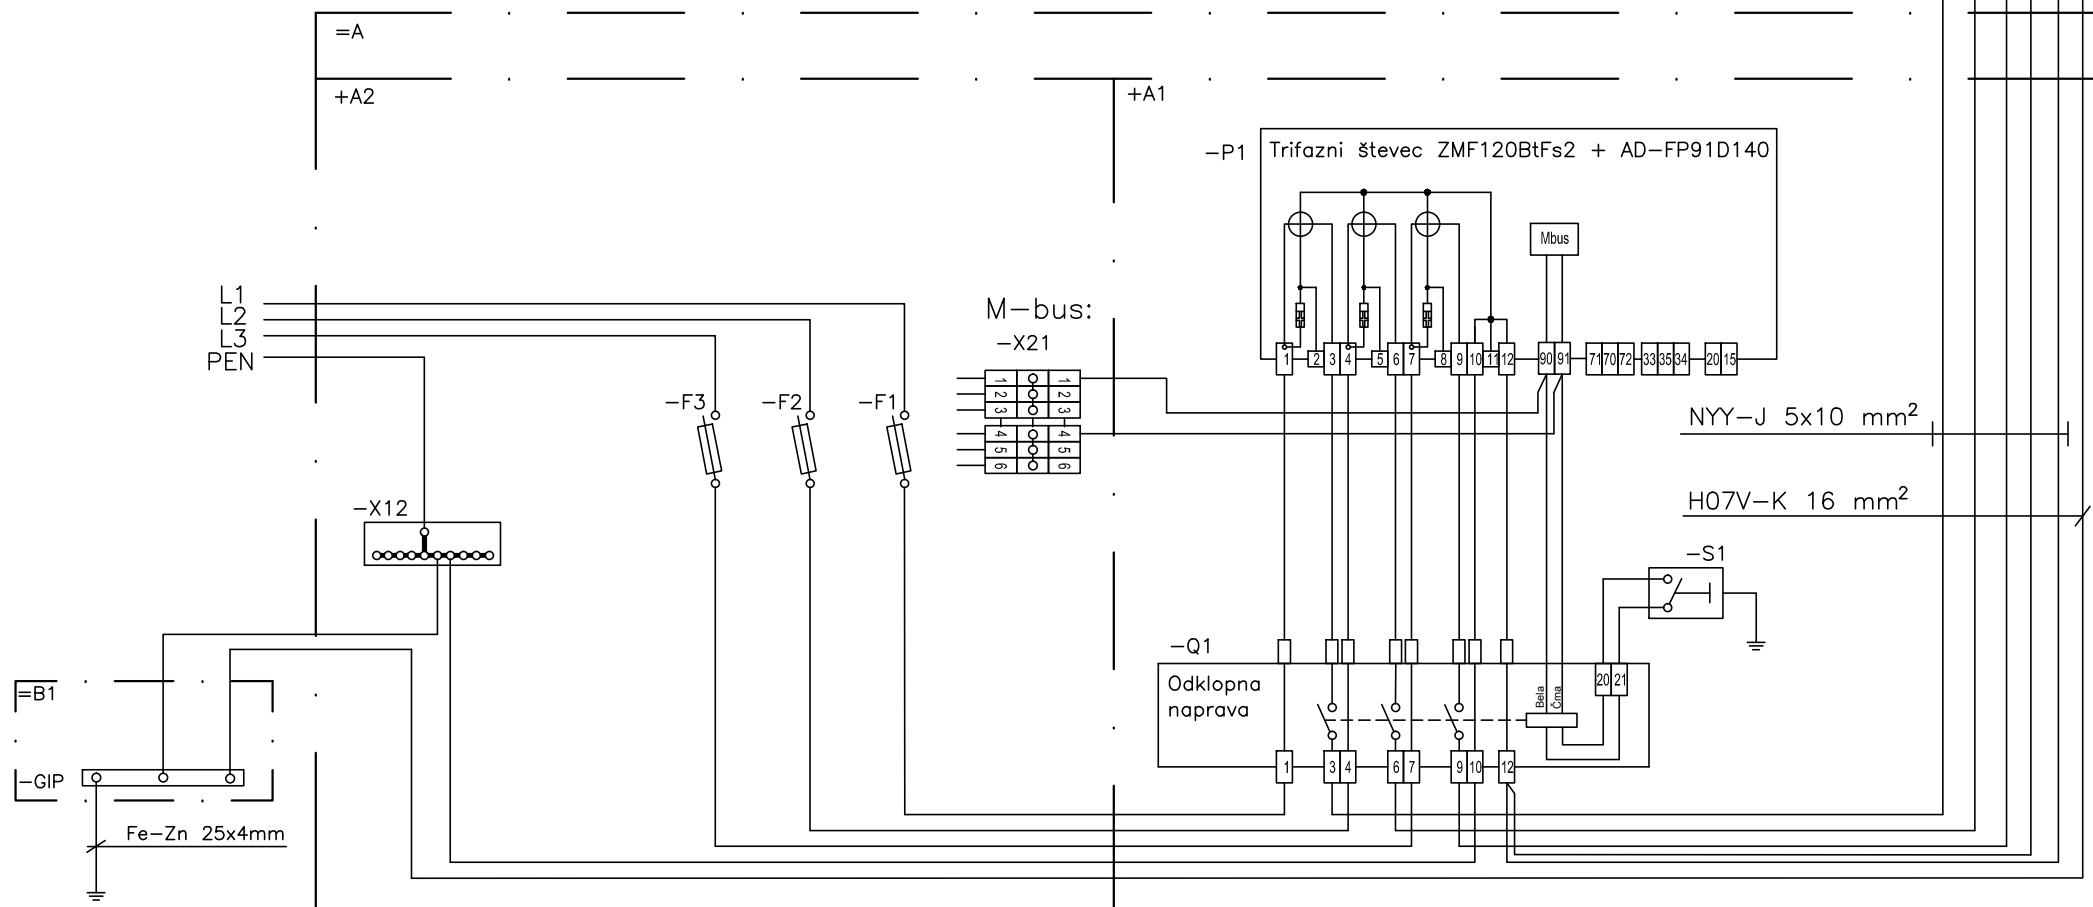 =A
+A2
+A1
-P1
Trifazni števec ZMF120BtFs2 + AD-FP91D140
Mbus
L1
L2
L3
PEN
M-bus:
-X21
1 2 3 4 5 6 7 8 9 10 11 12 90 91 71 70 72 33 35 34 20 15
1 1
2 2
3 3
4 4
5 5
6 6
-F3
-F2
-F1
NYY-J 5x10 mm²
H07V-K 16 mm²
-X12
-S1
-Q1
Odklopna
naprava
Bela
Črna
20 21
1 3 4 6 7 9 10 12
=B1
-GIP
Fe-Zn 25x4mm